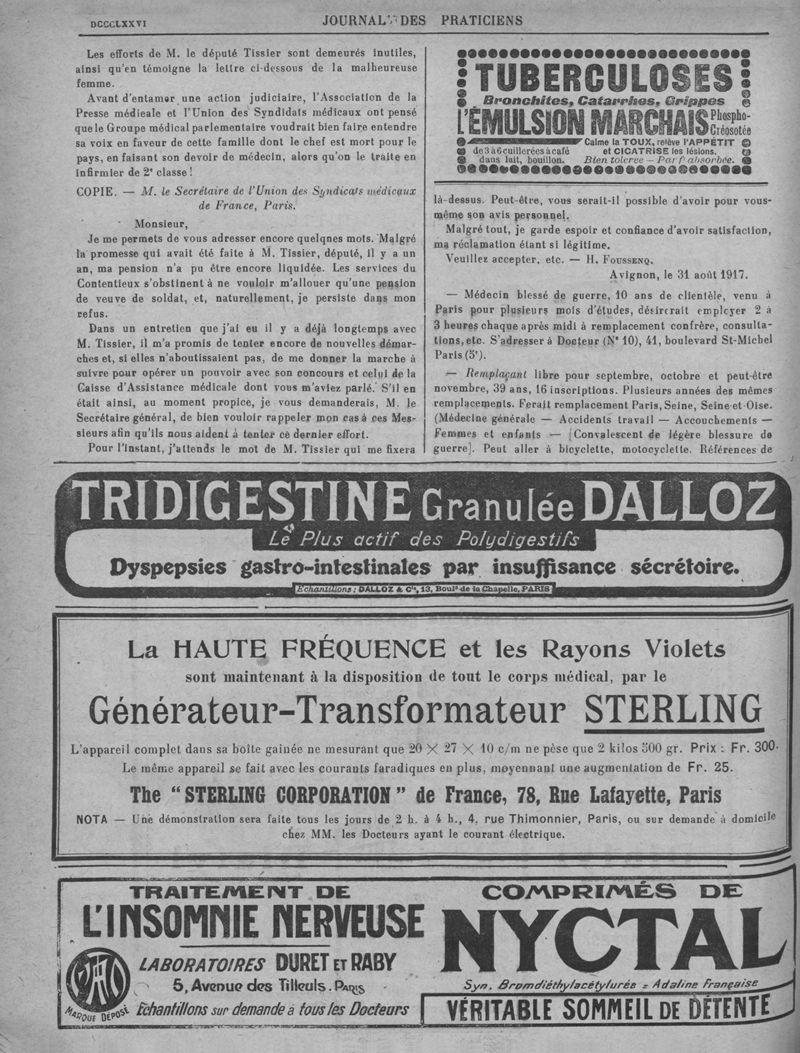 DCCCLXXVI
JOURNAL DES PRATICIENS
Les efforts de M. le député Tissier sont demeurés inutiles,
ainsi qu'en témoigne la lettre ci-dessous de la malheureuse
femme.
Avant d'entamer une action judiciaire, l'Association de la
Presse médicale et l'Union des Syndidats médicaux ont pensé
que le Groupe médical parlementaire voudrait bien faire entendre
sa voix en faveur de cette famille dont le chef est mort pour le
pays, en faisant son devoir de médecin, alors qu'on le traite en
infirmier de 2e classe !
COPIE. — M. le Secrétaire de l'Union des Syndicats médicaux
de France, Paris.
Monsieur,
Je me permets de vous adresser encore quelqnes mots. Malgré
la promesse qui avait été faite à M. Tissier, député, il y a un
an, ma pension n'a pu être encore liquidée. Les services du
Contentieux s'obstinent à ne vouloir m'allouer qu'une pension
de veuve de soldat, et, naturellement, je persiste dans mon
refus.
Dans un entretien que j'ai eu il y a déjà longtemps avec
M. Tissier, il m'a promis de tenter encore de nouvelles démar-
ches et, si elles n'aboutissaient pas, de me donner la marche à
suivre pour opérer un pouvoir avec son concours et celui de la
Caisse d'Assistance médicale dont vous m'aviez parlé. S'il en
était ainsi, au moment propice, je vous demanderais, M. le
Secrétaire général, de bien vouloir rappeler mon cas à ces Mes-
sieurs afin qu'ils nous aident à tenter ce dernier effort.
Pour l'instant, j'attends le mot de M. Tissier qui me fixera
TUBERCULOSES
Bronchites, Catarrhes, Grippes
L'ÉMULSION MARCHAIS Phospho-
Créosotée
Calme la TOUX, relève l'APPÉTIT
de 3 à 6 cuillerées à café et CICATRISE les lésions.
dans lait, bouillon. Bien tolérée — Parft absorbée.
là-dessus. Peut-être, vous serait-il possible d'avoir pour vous-
même son avis personnel.
Malgré tout, je garde espoir et confiance d'avoir satisfaction,
ma réclamation étant si légitime.
Veuillez accepter, etc. — H. FOUSSENQ.
Avignon, le 31 août 1917.
— Médecin blessé de guerre, 10 ans de clientèle, venu à
Paris pour plusieurs mois d'études, désirerait employer 2 à
3 heures chaque après midi à remplacement confrère, consulta-
tions, etc. S'adresser à Docteur (N° 10), 41, boulevard St-Michel
Paris (5e).
— Remplaçant libre pour septembre, octobre et peut-être
novembre, 39 ans, 16 inscriptions. Plusieurs années des mêmes
remplacements. Ferait remplacement Paris, Seine, Seine-et-Oise.
(Médecine générale — Accidents travail — Accouchements —
Femmes et enfants — [Convalescent de légère blessure de
guerre]. Peut aller à bicyclette, motocyclette. Références de
TRIDIGESTINE Granulée DALLOZ
Le Plus actif des Polydigestifs
Dyspepsies gastro-intestinales par insuffisance sécrétoire.
Echantillons : DALLOZ & Cie, 13, Bould de la Chapelle, PARIS
La HAUTE FRÉQUENCE et les Rayons Violets
sont maintenant à la disposition de tout le corps médical, par le
Générateur-Transformateur STERLING
L'appareil complet dans sa boîte gainée ne mesurant que 20 × 27 × 10 c/m ne pèse que 2 kilos 500 gr. Prix : Fr. 300.
Le même appareil se fait avec les courants faradiques en plus, moyennant une augmentation de Fr. 25.
The "STERLING CORPORATION" de France, 78, Rue Lafayette, Paris
NOTA — Une démonstration sera faite tous les jours de 2 h. à 4 h., 4, rue Thimonnier, Paris, ou sur demande à domicile
chez MM. les Docteurs ayant le courant électrique.
TRAITEMENT DE
L'INSOMNIE NERVEUSE
LABORATOIRES DURET ET RABY
5, Avenue des Tilleuls. PARIS
MARQUE DÉPOSÉ
Echantillons sur demande à tous les Docteurs
COMPRIMÉS DE
NYCTAL
Syn. Bromdiéthylacétylurée = Adaline Française
VÉRITABLE SOMMEIL DE DÉTENTE